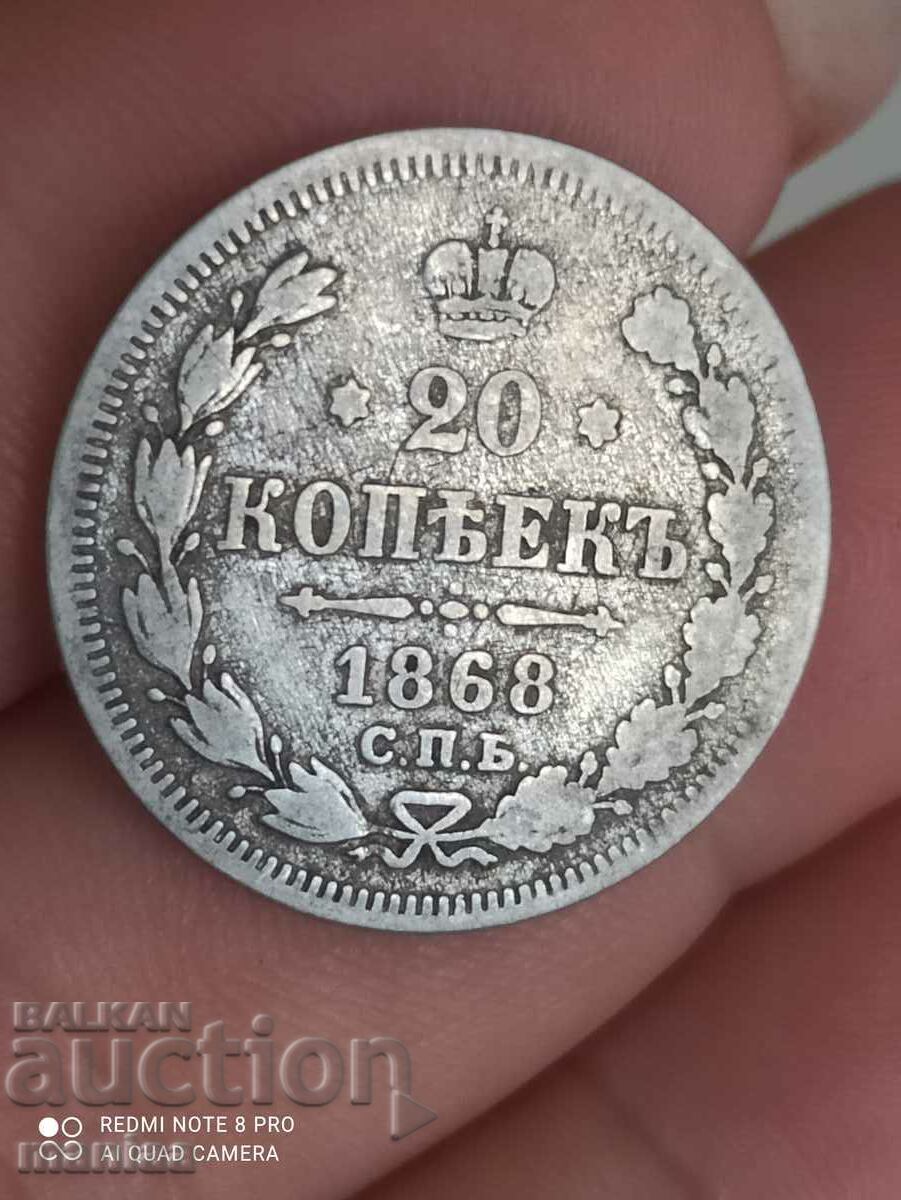 20
КОПѢЕКЪ
1868
С.П.Б.
BALKAN
auction
REDMI NOTE 8 PRO
AI QUAD CAMERA